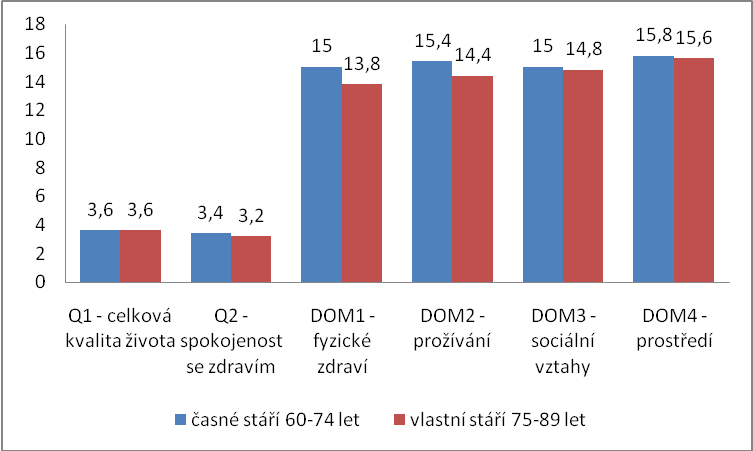 18
16
14
12
10
8
6
4
2
0
3,6 3,6 3,4 3,2 15 13,8 15,4 14,4 15 14,8 15,8 15,6
Q1 - celková kvalita života
Q2 - spokojenost se zdravím
DOM1 - fyzické zdraví
DOM2 - prožívání
DOM3 - sociální vztahy
DOM4 - prostředí
časné stáří 60-74 let vlastní stáří 75-89 let